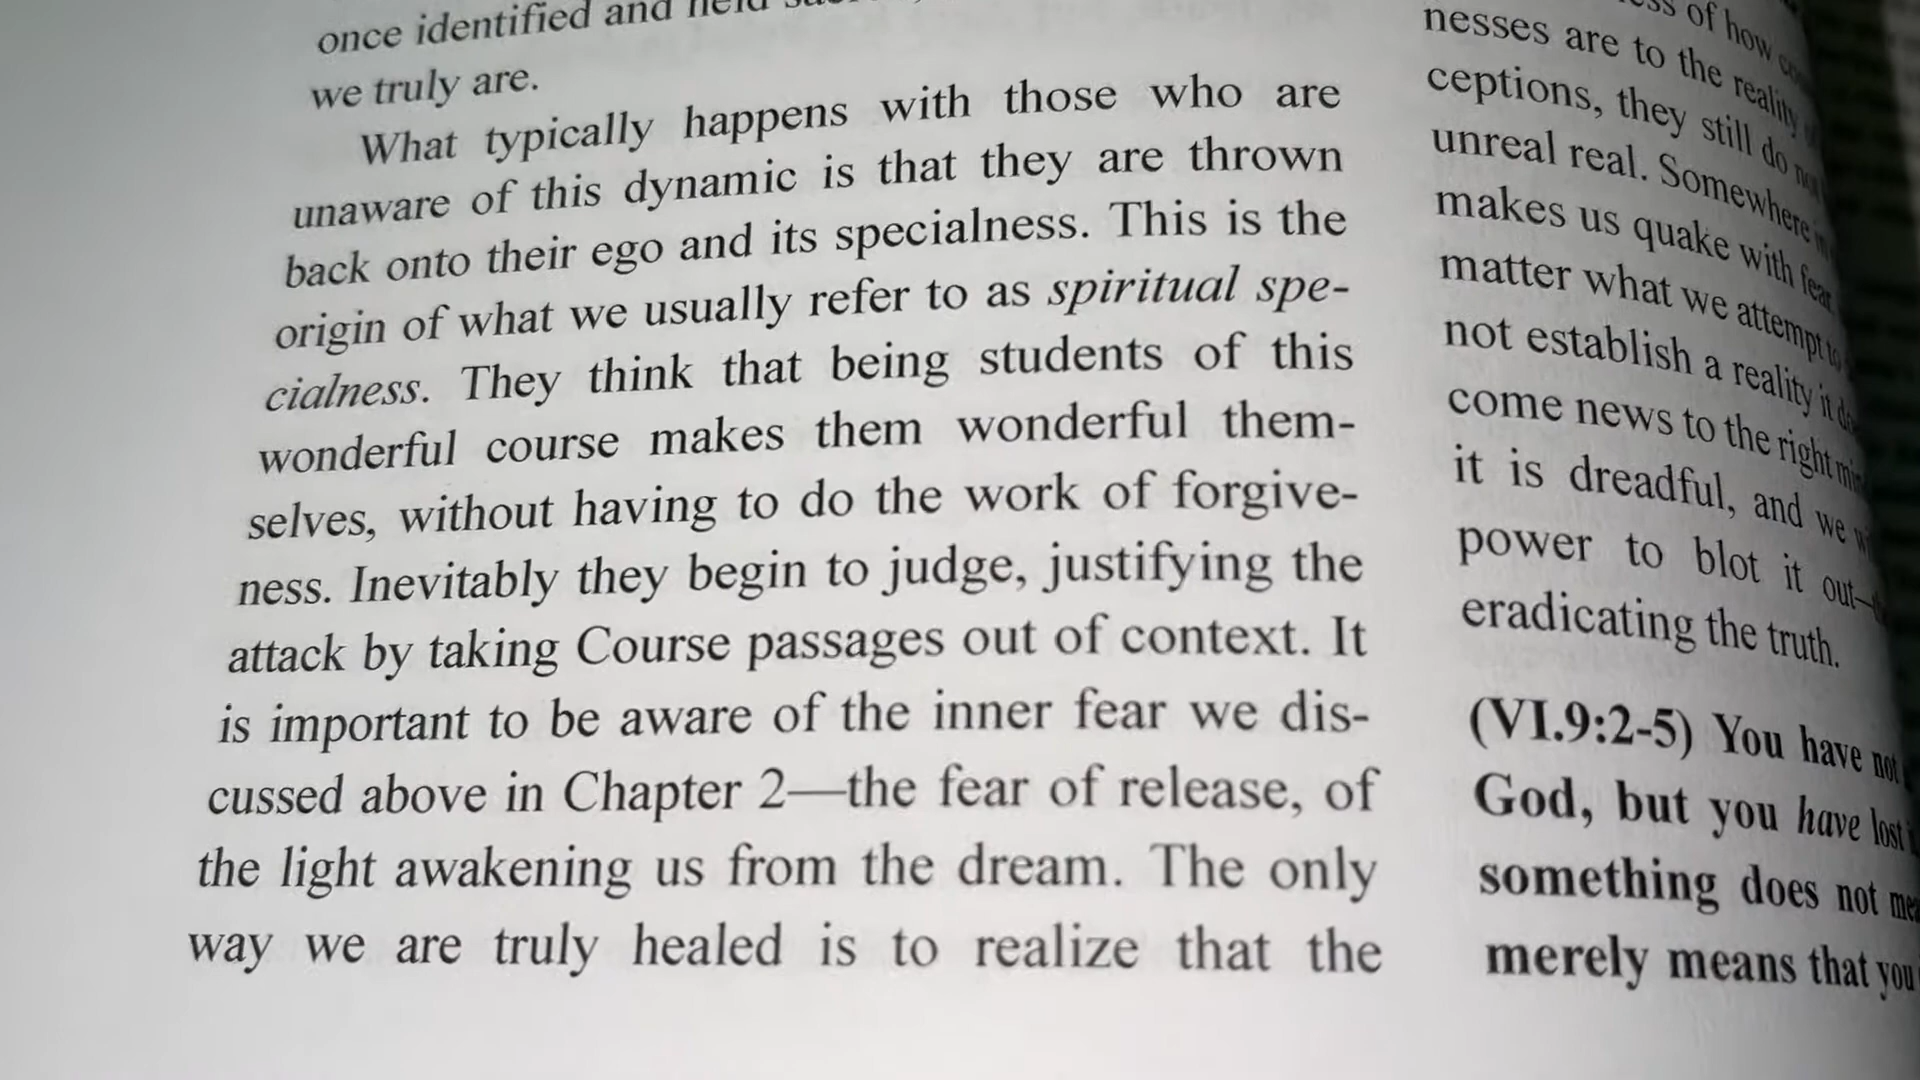 once identified and held
we truly are.
What typically happens with those who are
unaware of this dynamic is that they are thrown
back onto their ego and its specialness. This is the
origin of what we usually refer to as spiritual spe-
cialness. They think that being students of this
wonderful course makes them wonderful them-
selves, without having to do the work of forgive-
ness. Inevitably they begin to judge, justifying the
attack by taking Course passages out of context. It
is important to be aware of the inner fear we dis-
cussed above in Chapter 2—the fear of release, of
the light awakening us from the dream. The only
way we are truly healed is to realize that the
of how
nesses are to the reality
ceptions, they still do
unreal real. Somewhere
makes us quake with fear
matter what we attempt to
not establish a reality it
come news to the right
it is dreadful, and we
power to blot it out—
eradicating the truth.
(VI.9:2-5) You have not
God, but you have lost
something does not
merely means that you